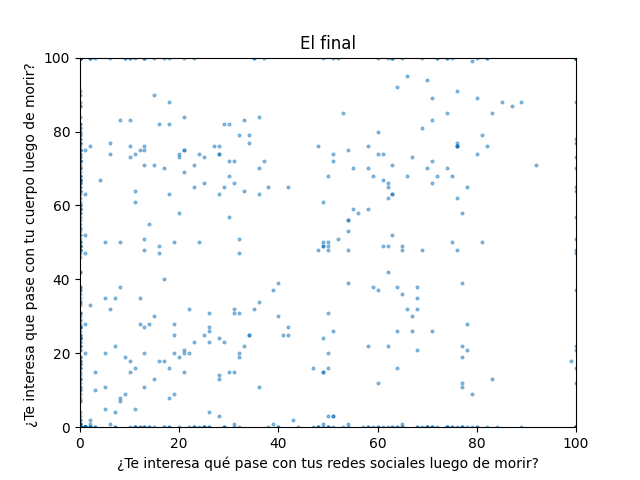 El final
¿Te interesa que pase con tu cuerpo luego de morir?
100
80
60
40
20
0
0 20 40 60 80 100
¿Te interesa qué pase con tus redes sociales luego de morir?